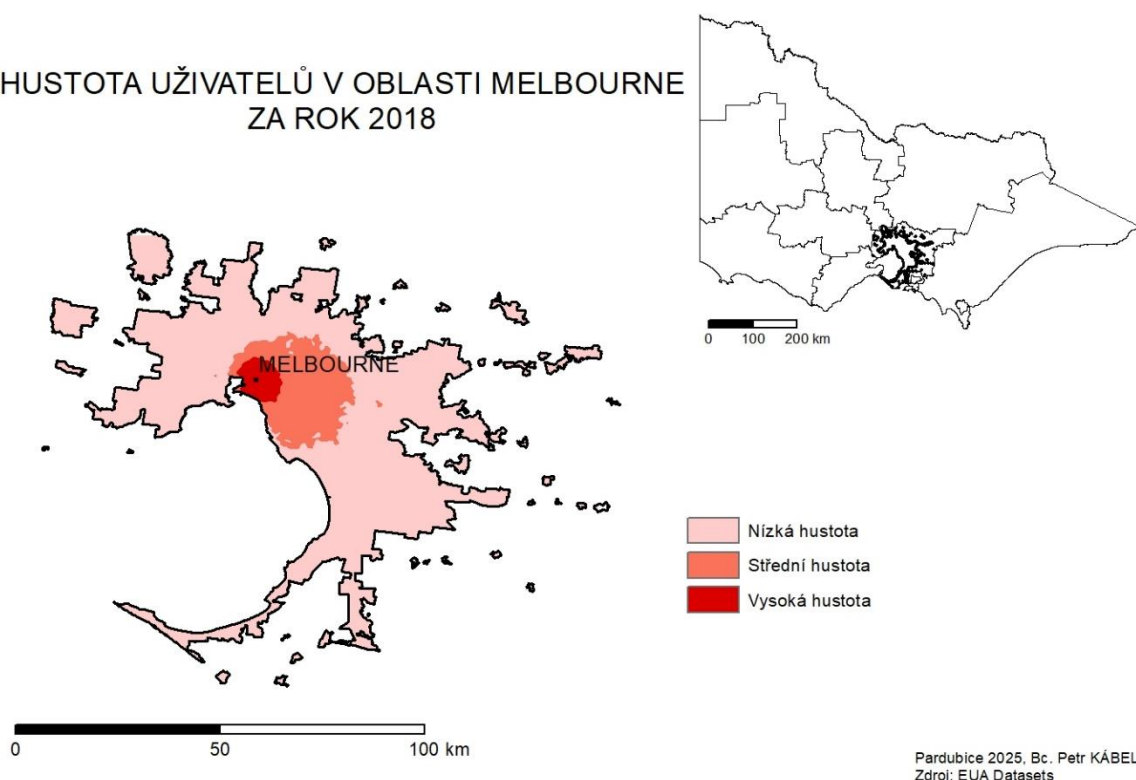 HUSTOTA UŽIVATELŮ V OBLASTI MELBOURNE
ZA ROK 2018
0 100 200 km
MELBOURNE
Nízká hustota
Střední hustota
Vysoká hustota
0 50 100 km
Pardubice 2025, Bc. Petr KÁBEL
Zdroj: EUA Datasets